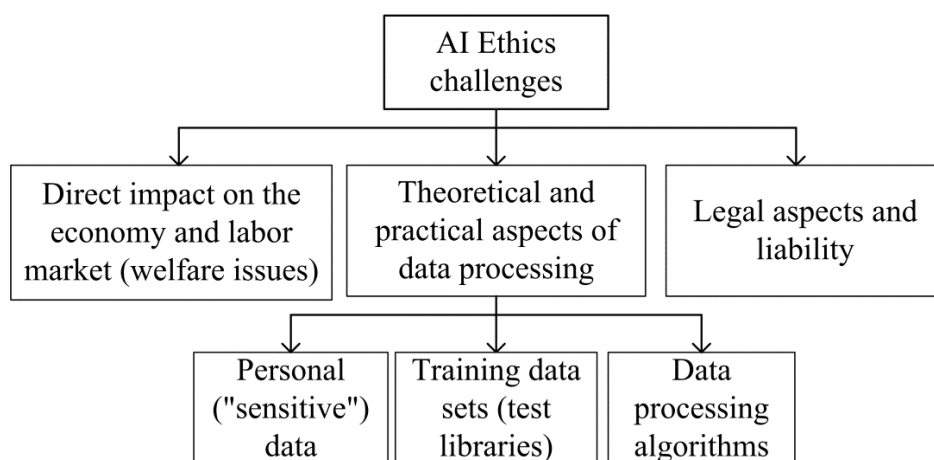 AI Ethics
challenges
Direct impact on the
economy and labor
market (welfare issues)
Theoretical and
practical aspects of
data processing
Legal aspects and
liability
Personal
("sensitive")
data
Training data
sets (test
libraries)
Data
processing
algorithms